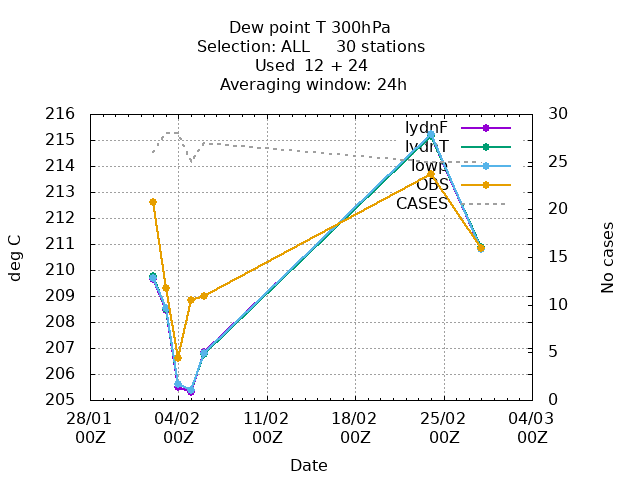 Dew point T 300hPa
Selection: ALL 30 stations
Used 12 + 24
Averaging window: 24h
216
215
214
213
212
211
210
209
208
207
206
205
deg C
30
25
20
15
10
5
0
No cases
lydnF
lydnT
lowp
OBS
CASES
28/01 04/02 11/02 18/02 25/02 04/03
00Z 00Z 00Z 00Z 00Z 00Z
Date